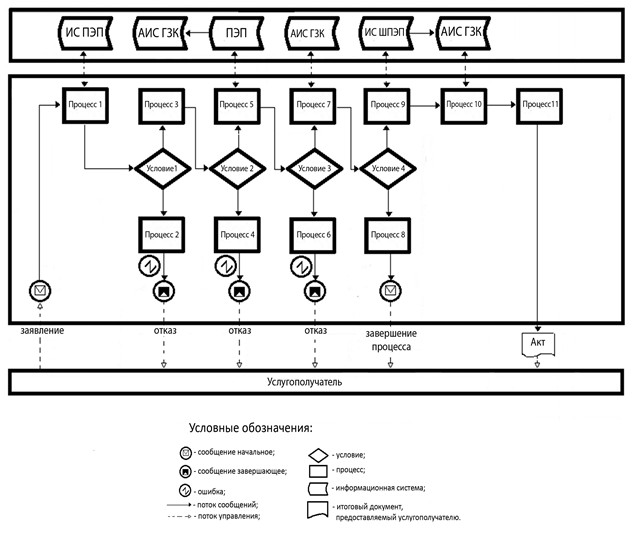 ИС ПЭП
АИС ГЗК
ПЭП
АИС ГЗК
ИС ШПЭП
АИС ГЗК
Процесс 1
Процесс 3
Процесс 5
Процесс 7
Процесс 9
Процесс 10
Процесс11
Условие1
Условие 2
Условие 3
Условие 4
Процесс 2
Процесс 4
Процесс 6
Процесс 8
заявление
отказ
отказ
отказ
завершение
процесса
Акт
Услугополучатель
Условные обозначения:
- сообщение начальное;
- сообщение завершающее;
- ошибка;
- поток сообщений;
- поток управления;
- условие;
- процесс;
- информационная система;
- итоговый документ,
предоставляемый услугополучателю.